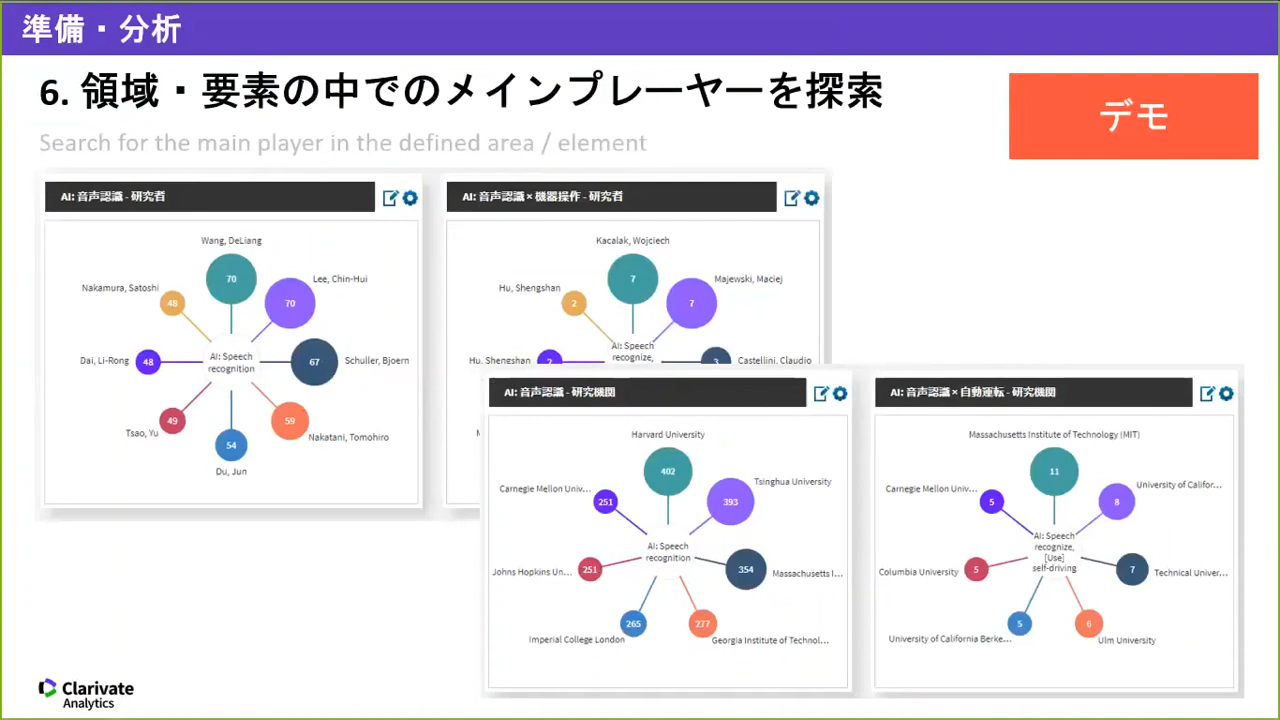 準備・分析
6. 領域・要素の中でのメインプレーヤーを探索
Search for the main player in the defined area / element
デモ
AI: 音声認識 - 研究者
Wang, DeLiang
70
Lee, Chin-Hui
70
Schuller, Bjoern
67
Nakatani, Tomohiro
59
Du, Jun
54
Tsao, Yu
49
Dai, Li-Rong
48
Nakamura, Satoshi
48
AI: Speech
recognition
AI: 音声認識 × 機器操作 - 研究者
Kacalak, Wojciech
7
Majewski, Maciej
7
Castellini, Claudio
3
Hu, Shengshan
2
Hu, Shengshan
2
AI: Speech
recognize,
AI: 音声認識 - 研究機関
Harvard University
402
Tsinghua University
393
Massachusetts I...
354
Georgia Institute of Technol...
277
Imperial College London
265
Johns Hopkins Un...
251
Carnegie Mellon Univ...
251
AI: Speech
recognition
AI: 音声認識 × 自動運転 - 研究機関
Massachusetts Institute of Technology (MIT)
11
University of Califor...
8
Technical Univer...
7
Ulm University
6
University of California Berke...
5
Columbia University
5
Carnegie Mellon Univ...
5
AI: Speech
recognize,
[Use]
self-driving
Clarivate
Analytics